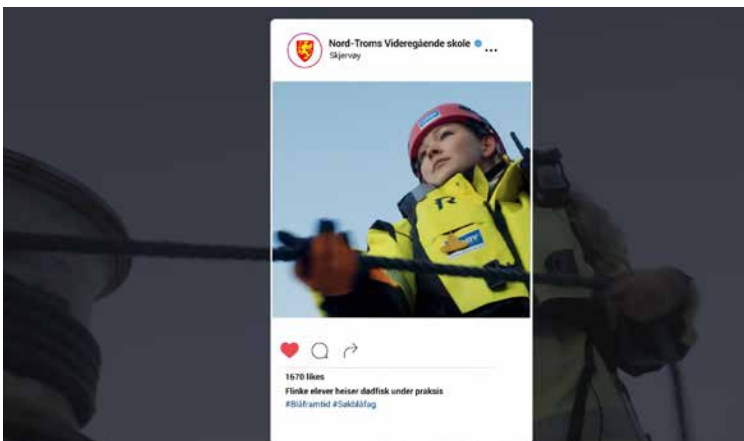 Nord-Troms Videregående skole
Skjervøy
1670 likes
Flinke elever heiser dødfisk under praksis
#Blåframtid #Søkblåfag